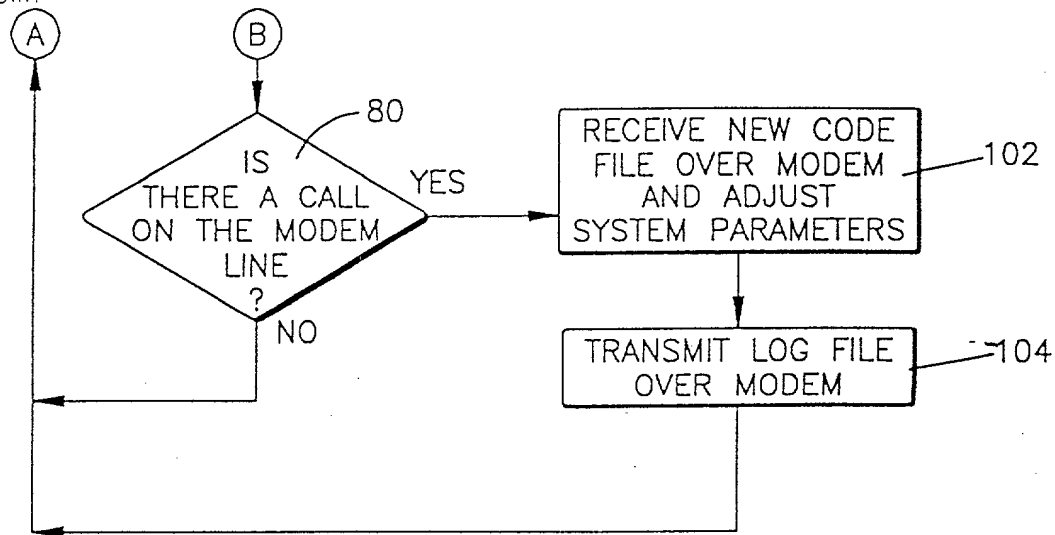 A
B
80
IS
THERE A CALL
ON THE MODEM
LINE
?
YES
NO
RECEIVE NEW CODE
FILE OVER MODEM
AND ADJUST
SYSTEM PARAMETERS
102
TRANSMIT LOG FILE
OVER MODEM
104